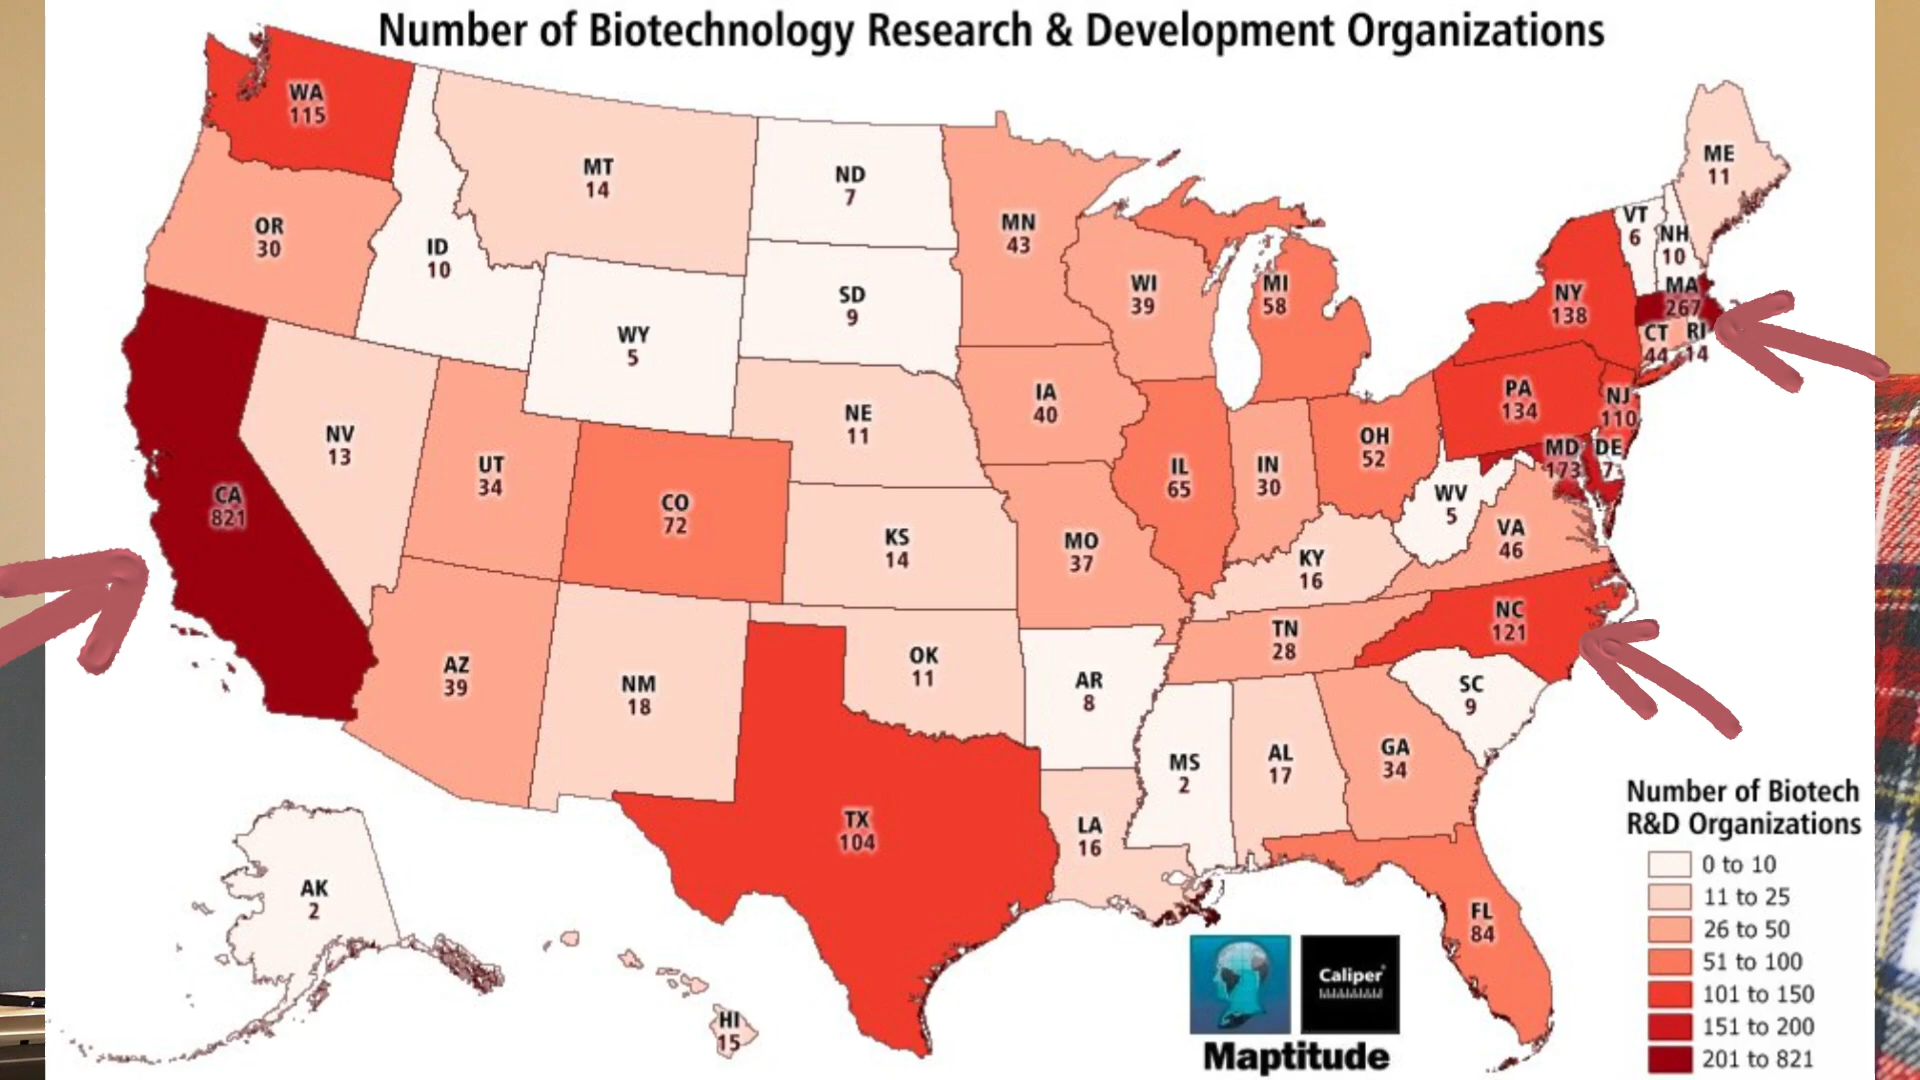 Number of Biotechnology Research & Development Organizations
WA
115
MT
14
ND
7
MN
43
ME
11
VT
6
NH
10
OR
30
ID
10
SD
9
WI
39
MI
58
NY
138
MA
267
CT
44
RI
14
WY
5
IA
40
NE
11
PA
134
NJ
110
NV
13
UT
34
CO
72
IL
65
IN
30
OH
52
MD
173
DE
7
WV
5
VA
46
CA
821
KS
14
MO
37
KY
16
NC
121
TN
28
AZ
39
NM
18
OK
11
AR
8
SC
9
MS
2
AL
17
GA
34
TX
104
LA
16
FL
84
AK
2
HI
15
Number of Biotech
R&D Organizations
0 to 10
11 to 25
26 to 50
51 to 100
101 to 150
151 to 200
201 to 821
Caliper
Maptitude